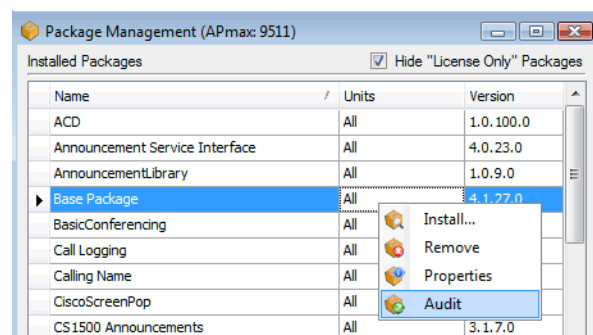 Package Management (APmax: 9511)
Installed Packages Hide "License Only" Packages
Name / Units Version
ACD All 1.0.100.0
Announcement Service Interface All 4.0.23.0
AnnouncementLibrary All 1.0.9.0
Base Package All 4.1.27.0
BasicConferencing All
Install...
Call Logging All
Remove
Calling Name All
Properties
CiscoScreenPop All
Audit
CS1500 Announcements All 3.1.7.0